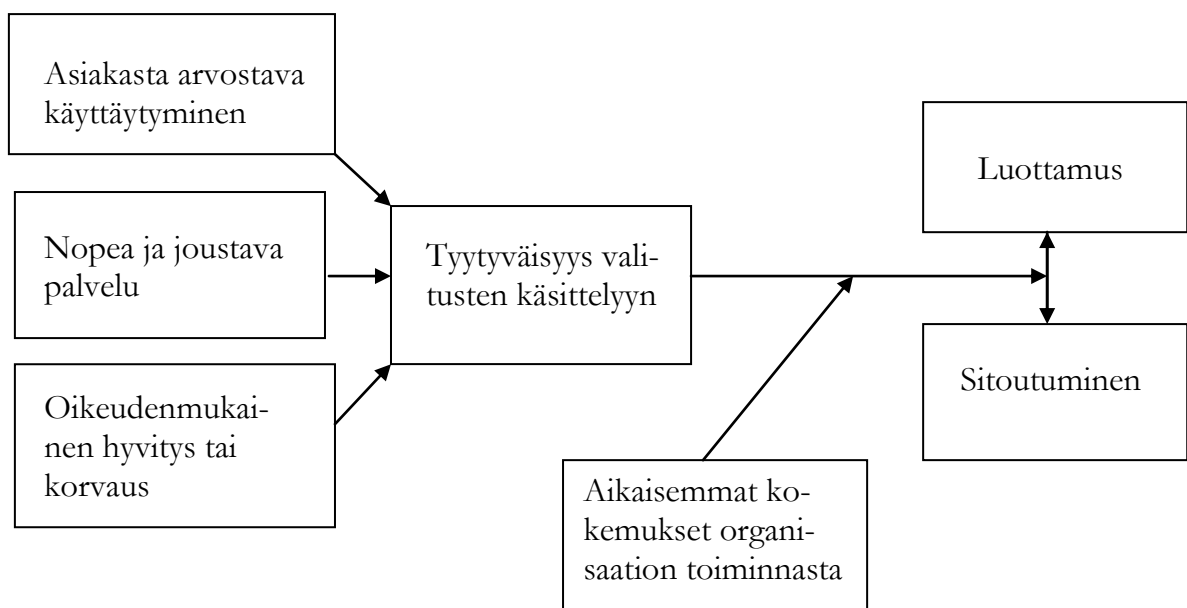 Asiakasta arvostava
käyttäytyminen
Nopea ja joustava
palvelu
Oikeudenmukai-
nen hyvitys tai
korvaus
Tyytyväisyys vali-
tusten käsittelyyn
Aikaisemmat ko-
kemukset organi-
saation toiminnasta
Luottamus
Sitoutuminen